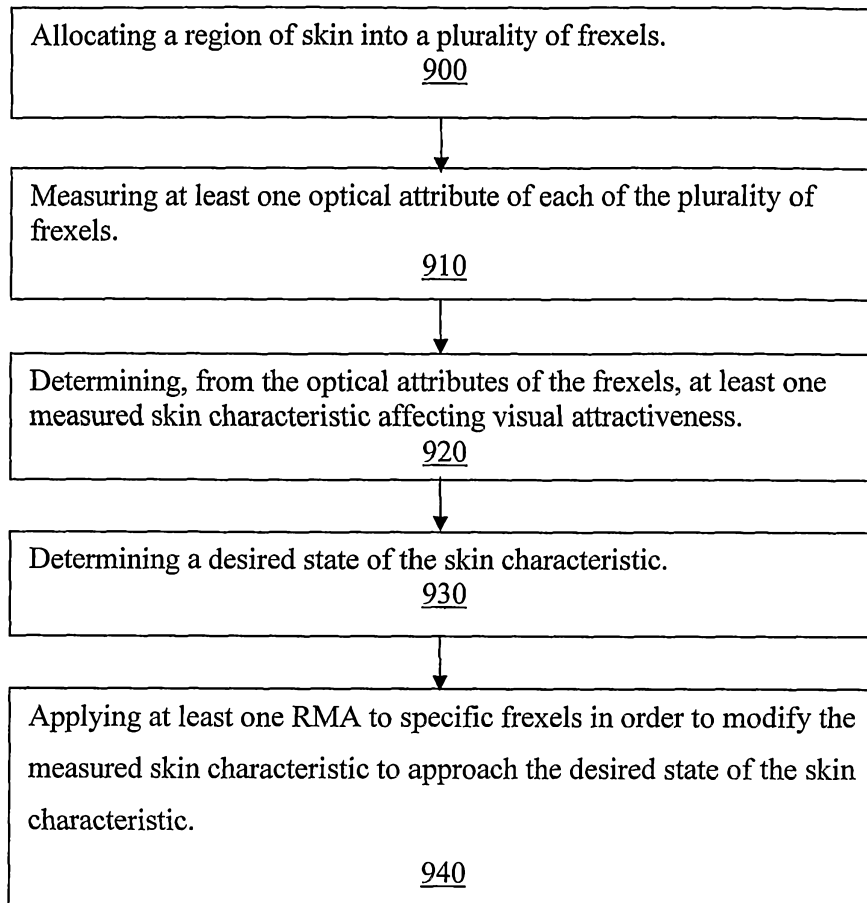 Allocating a region of skin into a plurality of frexels.
900
Measuring at least one optical attribute of each of the plurality of
frexels.
910
Determining, from the optical attributes of the frexels, at least one
measured skin characteristic affecting visual attractiveness.
920
Determining a desired state of the skin characteristic.
930
Applying at least one RMA to specific frexels in order to modify the
measured skin characteristic to approach the desired state of the skin
characteristic.
940